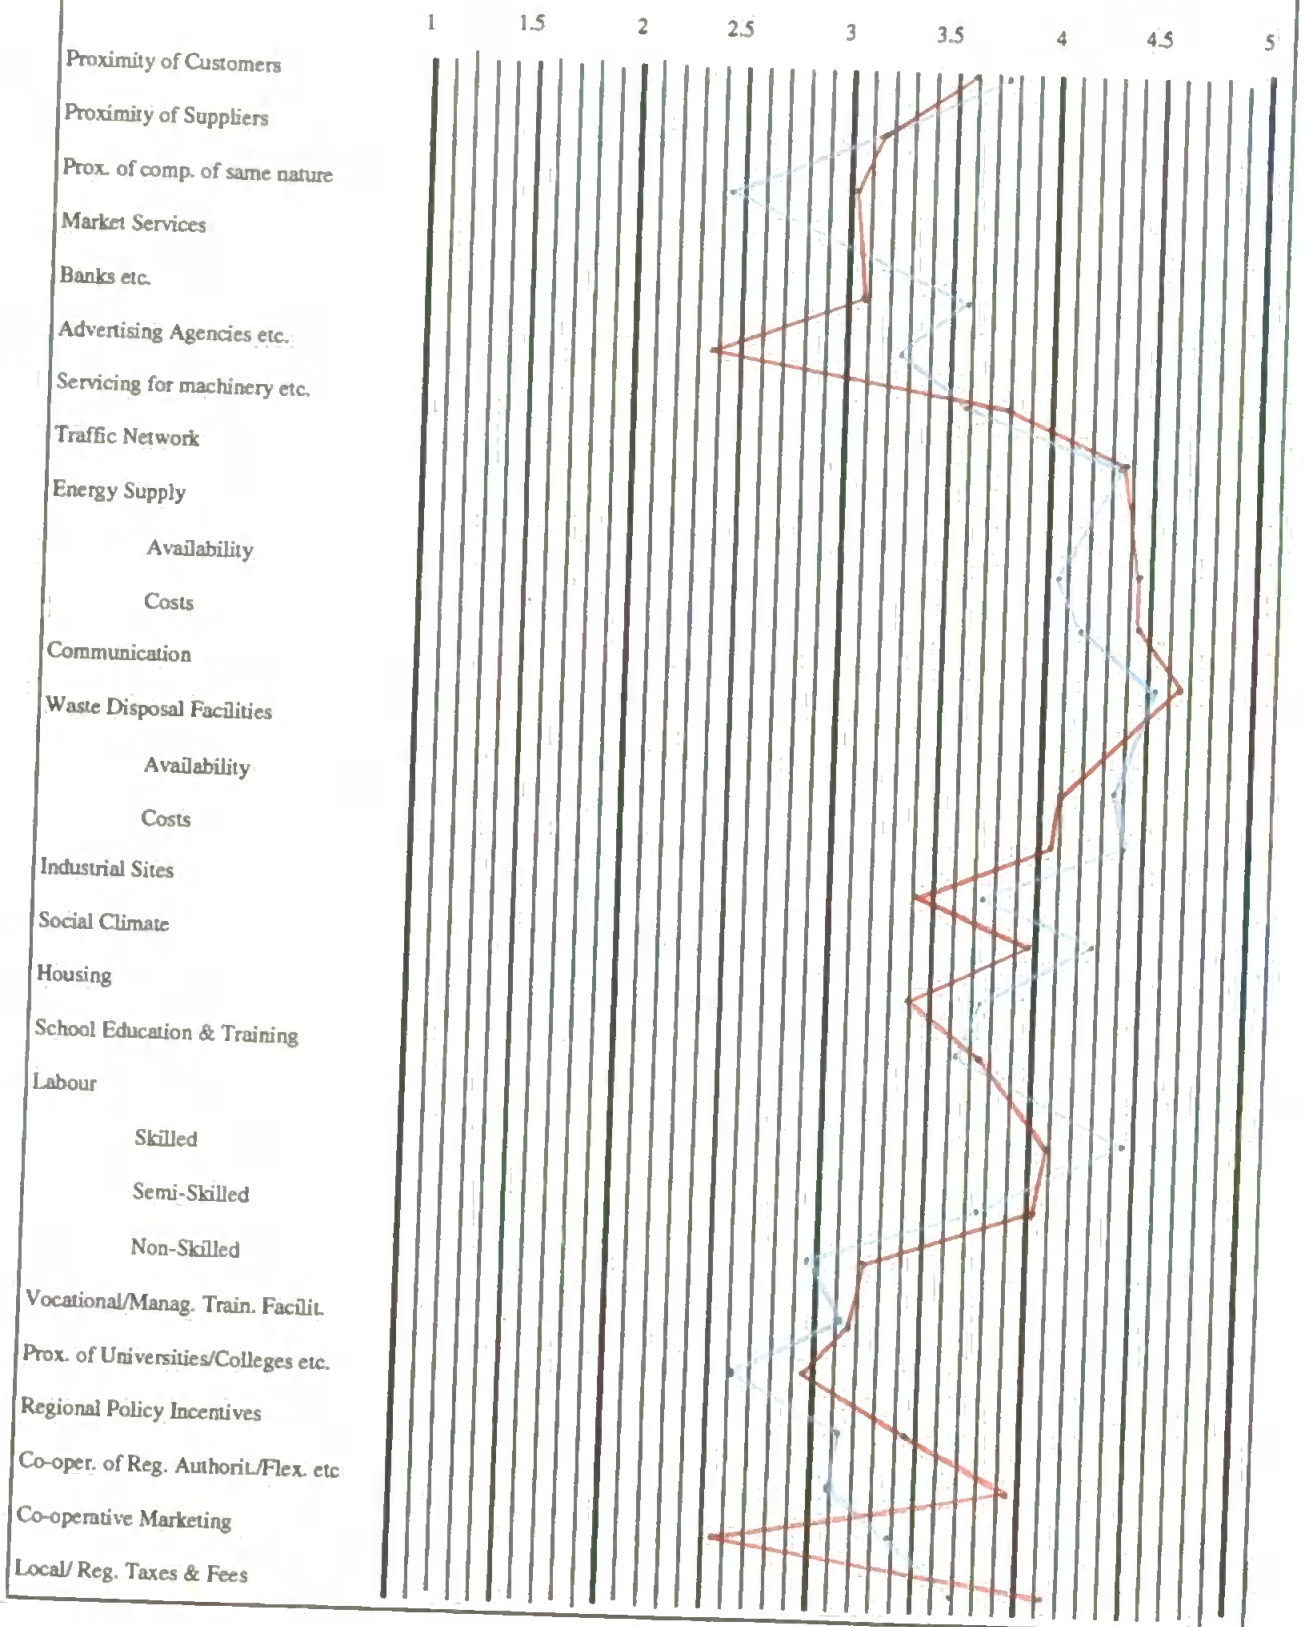 1 1.5 2 2.5 3 3.5 4 4.5 5
Proximity of Customers
Proximity of Suppliers
Prox. of comp. of same nature
Market Services
Banks etc.
Advertising Agencies etc.
Servicing for machinery etc.
Traffic Network
Energy Supply
Availability
Costs
Communication
Waste Disposal Facilities
Availability
Costs
Industrial Sites
Social Climate
Housing
School Education & Training
Labour
Skilled
Semi-Skilled
Non-Skilled
Vocational/Manag. Train. Facilit.
Prox. of Universities/Colleges etc.
Regional Policy Incentives
Co-oper. of Reg. Authorit./Flex. etc
Co-operative Marketing
Local/ Reg. Taxes & Fees